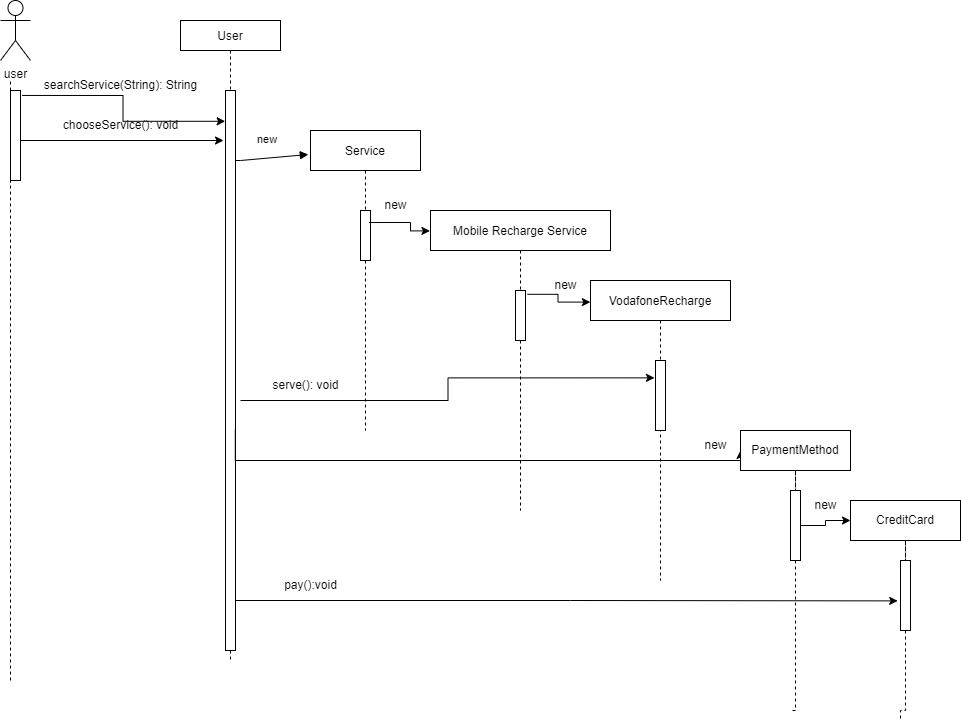 User
user
searchService(String): String
chooseService(): void
new
Service
new
Mobile Recharge Service
new
VodafoneRecharge
serve(): void
new
PaymentMethod
new
CreditCard
pay():void